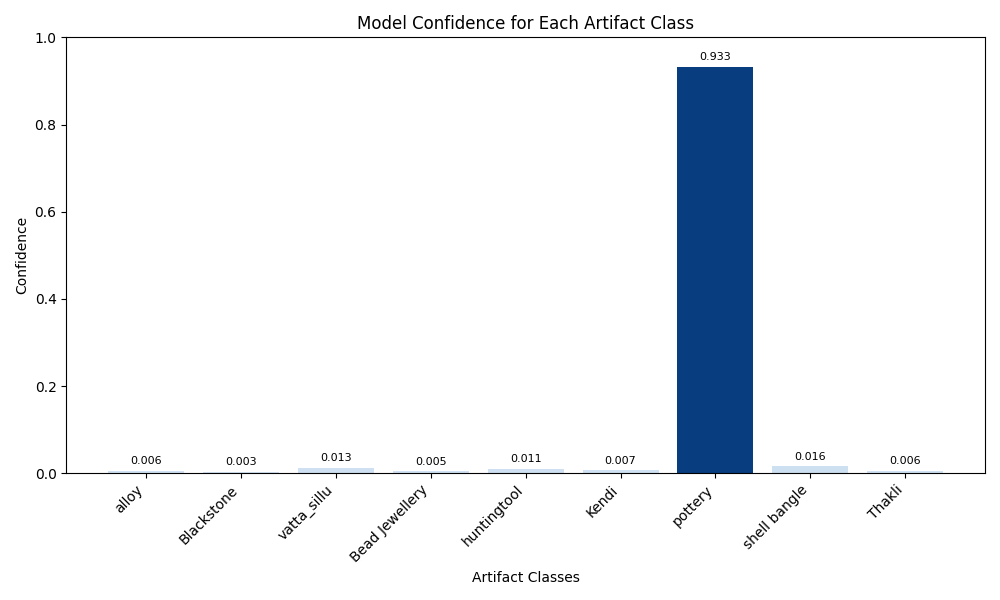 Model Confidence for Each Artifact Class
1.0
0.8
0.6
0.4
0.2
0.0
Confidence
0.006
0.003
0.013
0.005
0.011
0.007
0.933
0.016
0.006
alloy
Blackstone
vatta_sillu
Bead Jewellery
huntingtool
Kendi
pottery
shell bangle
Thakli
Artifact Classes